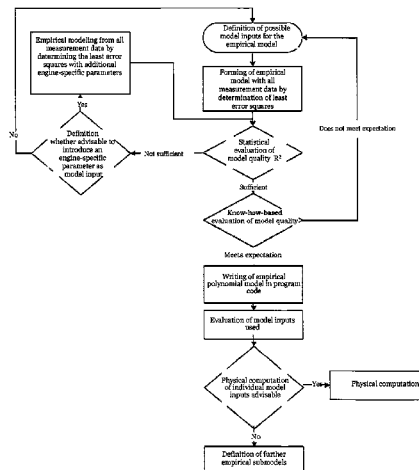 Definition of possible
model inputs for the
empirical model
Empirical modeling from all
measurement data by
determining the least error
squares with additional
engine-specific parameters
Forming of empirical
model with all
measurement data by
determination of least
error squares
No
Yes
Does not meet expectation
Definition
whether advisable to
introduce an
engine-specific
parameter as
model input
Not sufficient
Statistical
evaluation of
model quality R²
Sufficient
Know-how-based
evaluation of model quality
Meets expectation
Writing of empirical
polynomial model in program
code
Evaluation of model inputs
used
Physical computation
of individual model
inputs advisable
Yes
Physical computation
No
Definition of further
empirical submodels